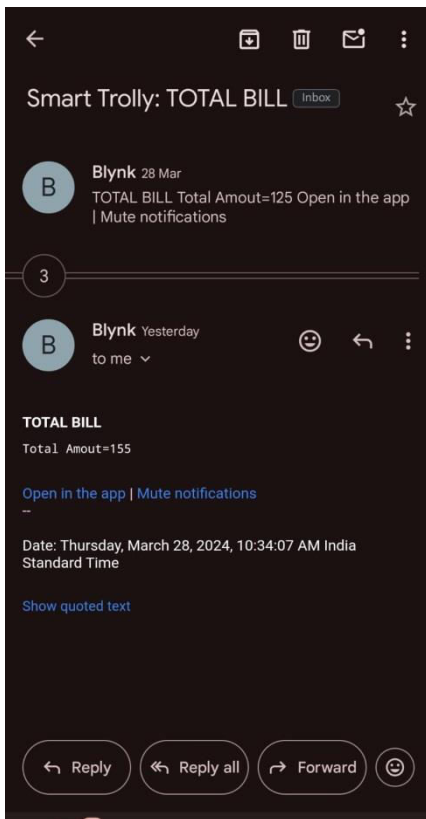 Smart Trolly: TOTAL BILL Inbox
B
Blynk 28 Mar
TOTAL BILL Total Amout=125 Open in the app
| Mute notifications
3
B
Blynk Yesterday
to me
TOTAL BILL
Total Amout=155
Open in the app | Mute notifications
--
Date: Thursday, March 28, 2024, 10:34:07 AM India
Standard Time
Show quoted text
Reply
Reply all
Forward